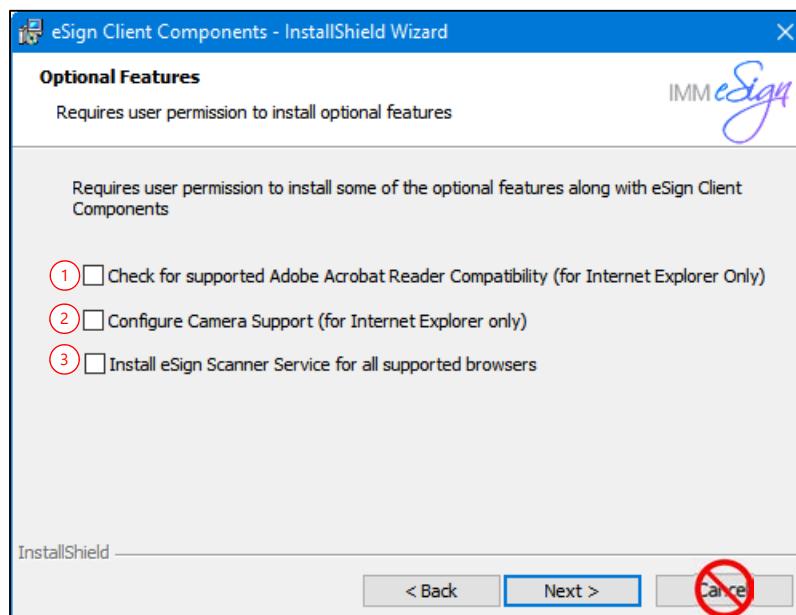 eSign Client Components - InstallShield Wizard
Optional Features
Requires user permission to install optional features
IMM eSign
Requires user permission to install some of the optional features along with eSign Client
Components
1 Check for supported Adobe Acrobat Reader Compatibility (for Internet Explorer Only)
2 Configure Camera Support (for Internet Explorer only)
3 Install eSign Scanner Service for all supported browsers
InstallShield
< Back Next > Cancel